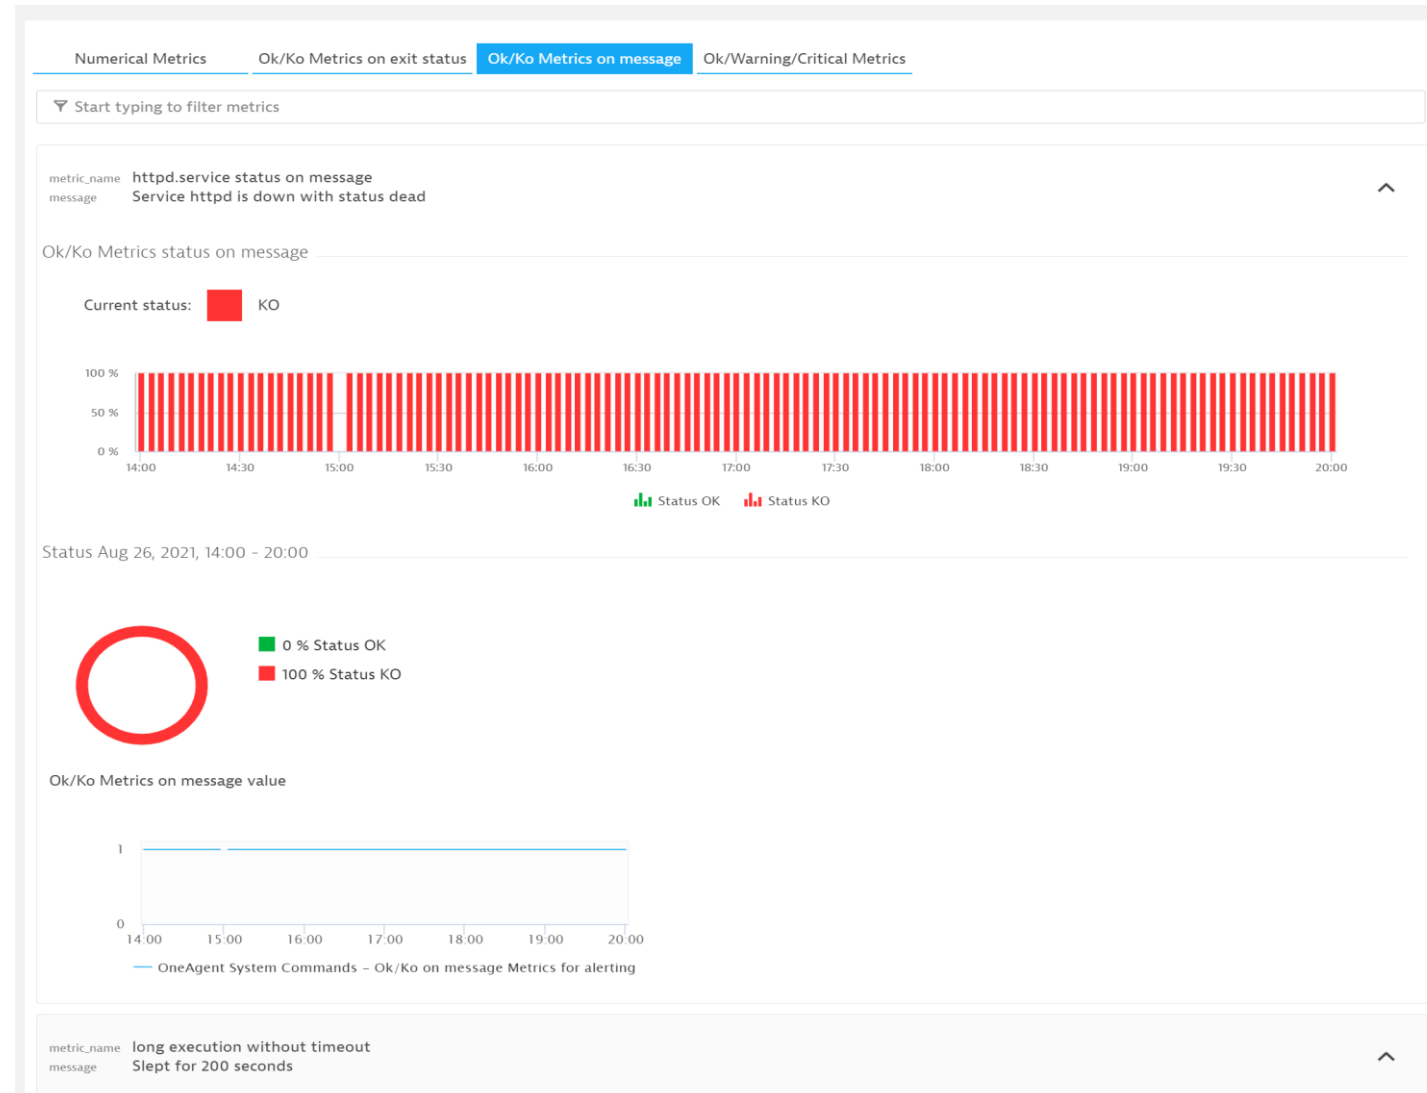 Numerical Metrics Ok/Ko Metrics on exit status Ok/Ko Metrics on message Ok/Warning/Critical Metrics
Start typing to filter metrics
metric_name httpd.service status on message
message Service httpd is down with status dead
Ok/Ko Metrics status on message
Current status: KO
100 %
50 %
0 %
14:00 14:30 15:00 15:30 16:00 16:30 17:00 17:30 18:00 18:30 19:00 19:30 20:00
Status OK Status KO
Status Aug 26, 2021, 14:00 - 20:00
0 % Status OK
100 % Status KO
Ok/Ko Metrics on message value
1
0
14:00 15:00 16:00 17:00 18:00 19:00 20:00
OneAgent System Commands – Ok/Ko on message Metrics for alerting
metric_name long execution without timeout
message Slept for 200 seconds